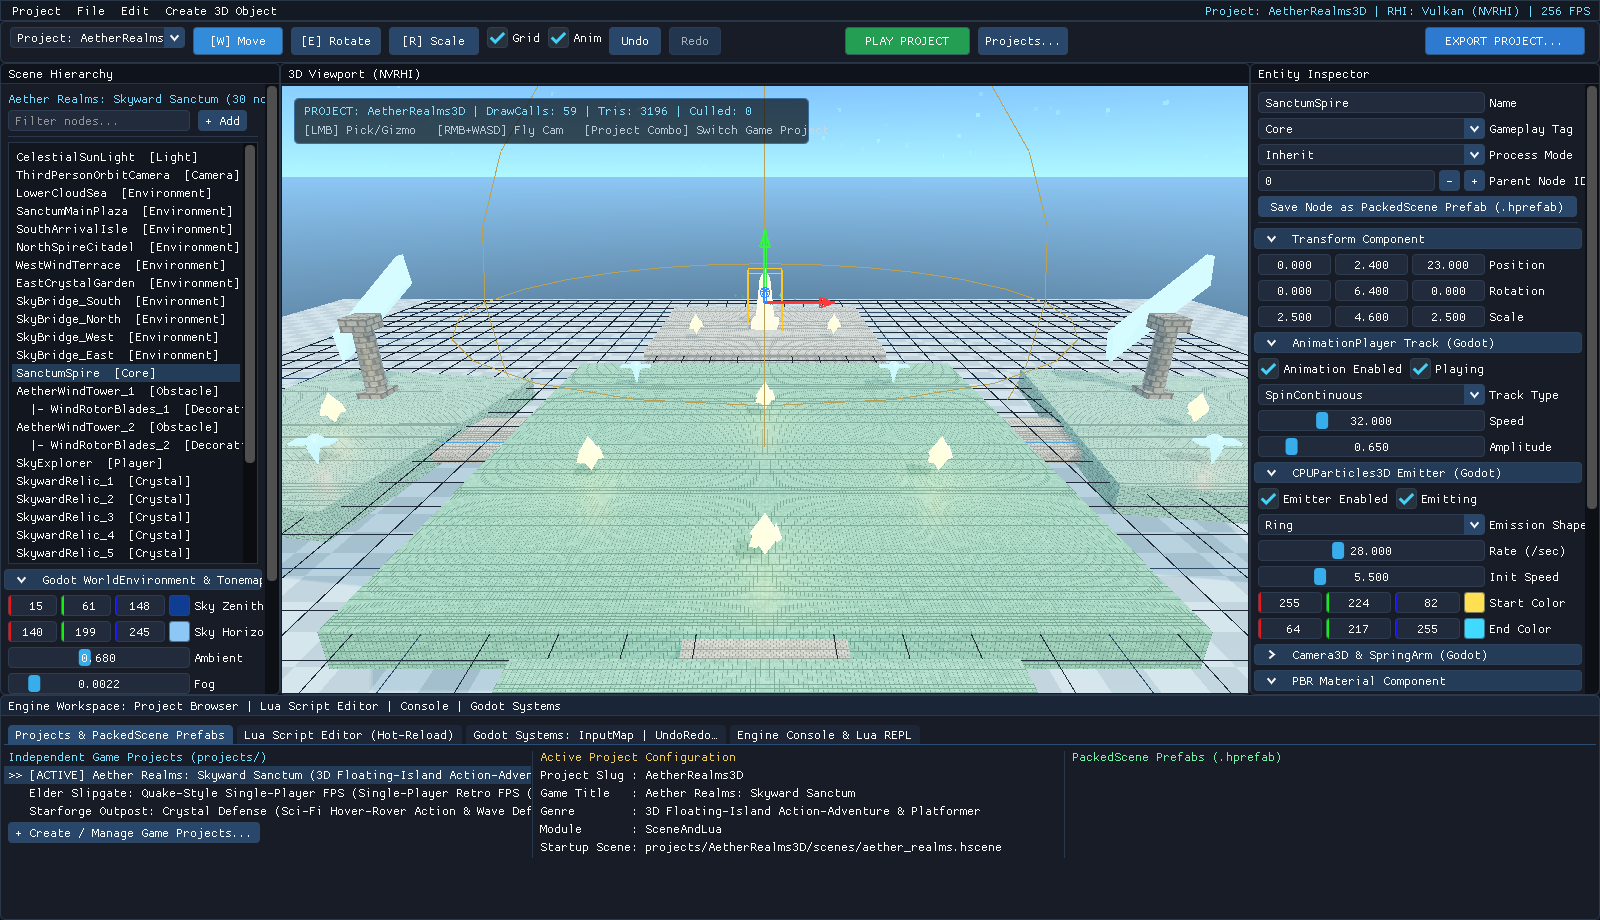 Project File Edit Create 3D Object
Project: AetherRealms3D | RHI: Vulkan (NVRHI) | 256 FPS
Project: AetherRealms
[W] Move
[E] Rotate
[R] Scale
Grid
Anim
Undo
Redo
PLAY PROJECT
Projects...
EXPORT PROJECT...
Scene Hierarchy
Aether Realms: Skyward Sanctum (30 no
Filter nodes...
+ Add
CelestialSunLight [Light]
ThirdPersonOrbitCamera [Camera]
LowerCloudSea [Environment]
SanctumMainPlaza [Environment]
SouthArrivalIsle [Environment]
NorthSpireCitadel [Environment]
WestWindTerrace [Environment]
EastCrystalGarden [Environment]
SkyBridge_South [Environment]
SkyBridge_North [Environment]
SkyBridge_West [Environment]
SkyBridge_East [Environment]
SanctumSpire [Core]
AetherWindTower_1 [Obstacle]
|- WindRotorBlades_1 [Decorat
AetherWindTower_2 [Obstacle]
|- WindRotorBlades_2 [Decorat
SkyExplorer [Player]
SkywardRelic_1 [Crystal]
SkywardRelic_2 [Crystal]
SkywardRelic_3 [Crystal]
SkywardRelic_4 [Crystal]
SkywardRelic_5 [Crystal]
Godot WorldEnvironment & Tonemap
15 61 148 Sky Zenith
140 199 245 Sky Horizo
0.680 Ambient
0.0022 Fog
3D Viewport (NVRHI)
PROJECT: AetherRealms3D | DrawCalls: 59 | Tris: 3196 | Culled: 0
[LMB] Pick/Gizmo [RMB+WASD] Fly Cam [Project Combo] Switch Game Proj
Entity Inspector
SanctumSpire Name
Core Gameplay Tag
Inherit Process Mode
0 - + Parent Node ID
Save Node as PackedScene Prefab (.hprefab)
Transform Component
0.000 2.400 23.000 Position
0.000 6.400 0.000 Rotation
2.500 4.600 2.500 Scale
AnimationPlayer Track (Godot)
Animation Enabled Playing
SpinContinuous Track Type
32.000 Speed
0.650 Amplitude
CPUParticles3D Emitter (Godot)
Emitter Enabled Emitting
Ring Emission Shape
28.000 Rate (/sec)
5.500 Init Speed
255 224 82 Start Color
64 217 255 End Color
Camera3D & SpringArm (Godot)
PBR Material Component
Engine Workspace: Project Browser | Lua Script Editor | Console | Godot Systems
Projects & PackedScene Prefabs
Lua Script Editor (Hot-Reload)
Godot Systems: InputMap | UndoRedo…
Engine Console & Lua REPL
Independent Game Projects (projects/)
>> [ACTIVE] Aether Realms: Skyward Sanctum (3D Floating-Island Action-Adven
Elder Slipgate: Quake-Style Single-Player FPS (Single-Player Retro FPS (
Starforge Outpost: Crystal Defense (Sci-Fi Hover-Rover Action & Wave Def
+ Create / Manage Game Projects...
Active Project Configuration
Project Slug : AetherRealms3D
Game Title : Aether Realms: Skyward Sanctum
Genre : 3D Floating-Island Action-Adventure & Platformer
Module : SceneAndLua
Startup Scene: projects/AetherRealms3D/scenes/aether_realms.hscene
PackedScene Prefabs (.hprefab)